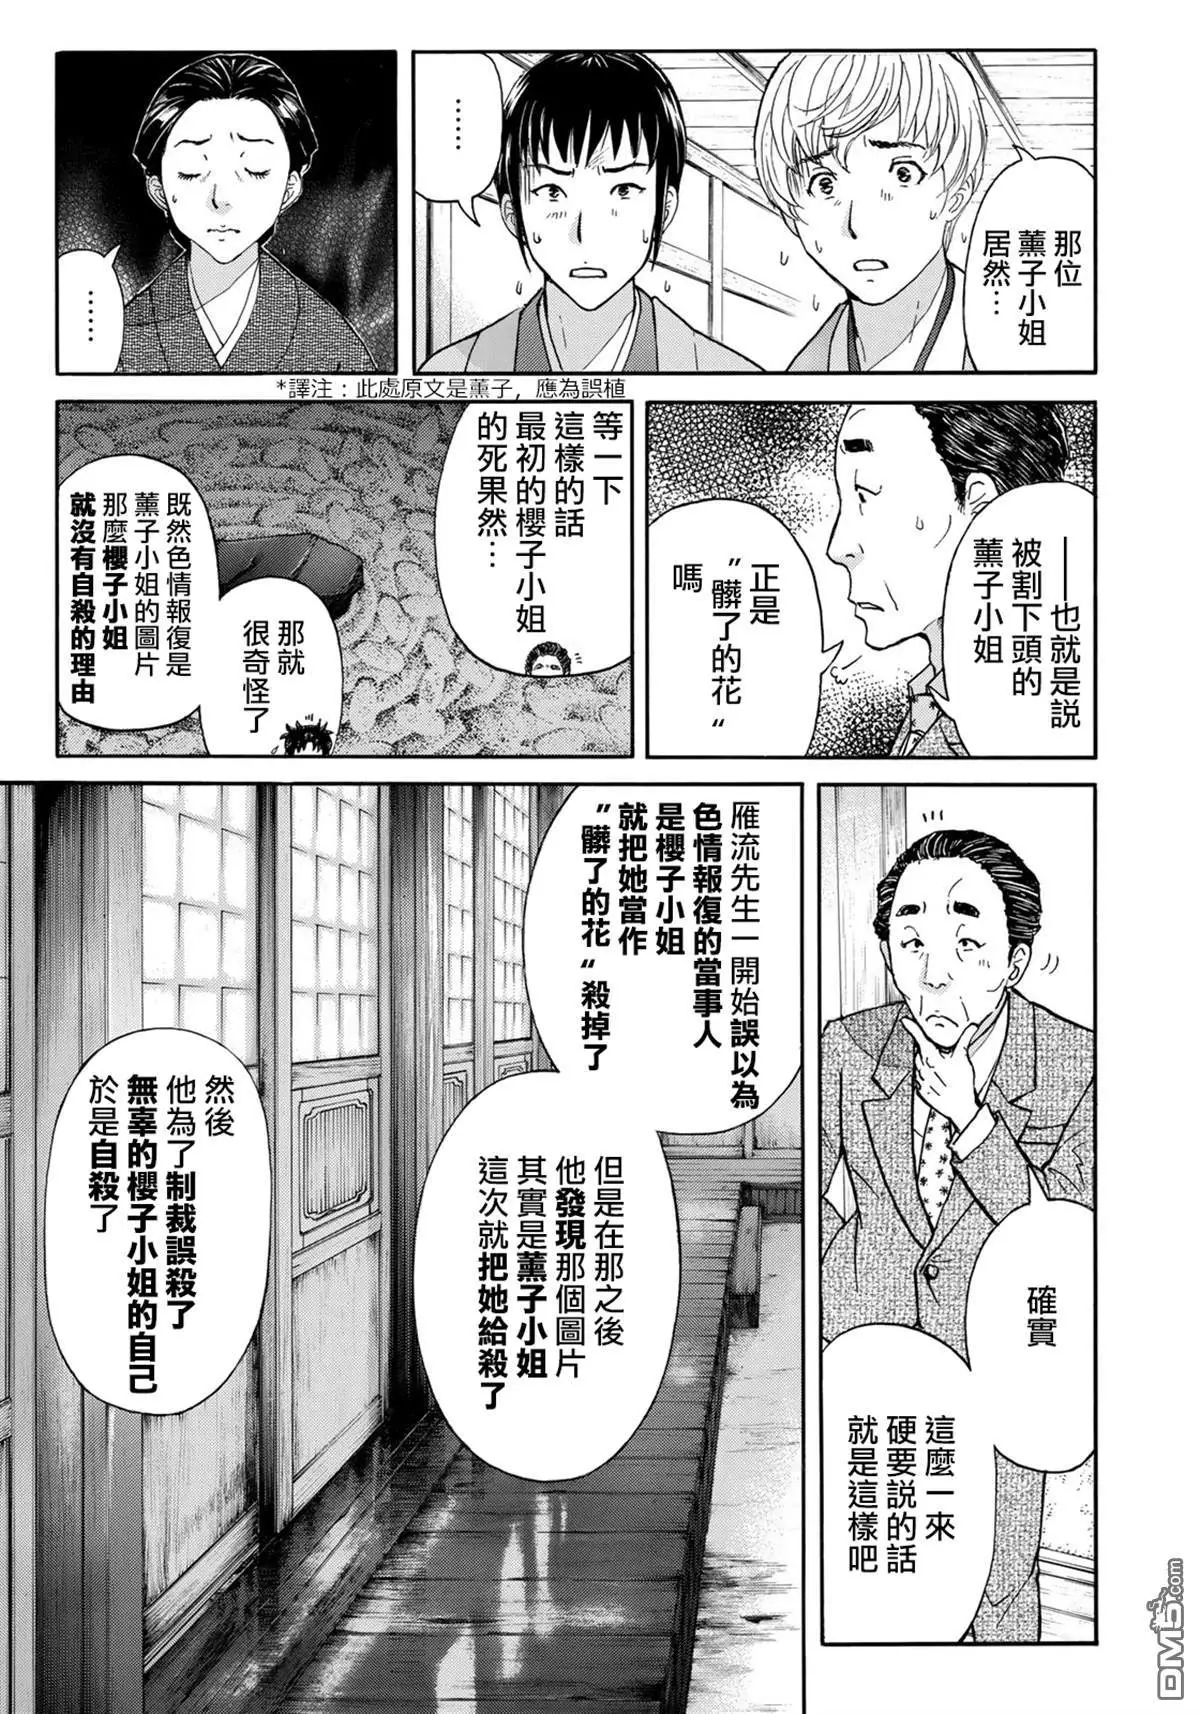 那位
薰子小姐
居然…
……
……
*譯注：此處原文是薰子，應為誤植
——也就是說
被割下頭的
薰子小姐
正是
”髒了的花“
嗎
等一下
這樣的話
最初的櫻子小姐
的死果然…
那就
很奇怪了
既然色情報復是
薰子小姐的圖片
那麼櫻子小姐
就沒有自殺的理由
確實
這麼一來
硬要說的話
就是這樣吧
雁流先生一開始誤以為
色情報復的當事人
是櫻子小姐
就把她當作
”髒了的花“殺掉了
但是在那之後
他發現那個圖片
其實是薰子小姐
這次就把她給殺了
然後
他為了制裁誤殺了
無辜的櫻子小姐的自己
於是自殺了
DM5.com